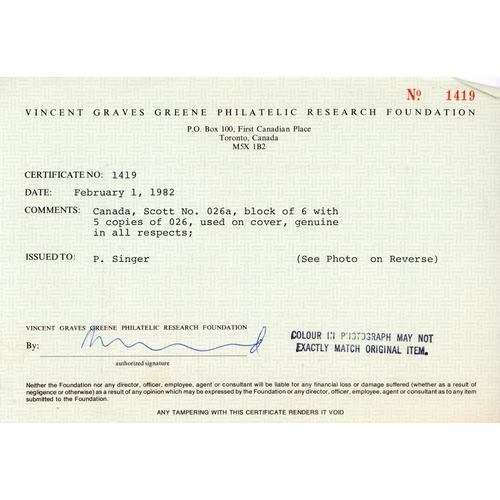 Nº 1419
VINCENT GRAVES GREENE PHILATELIC RESEARCH FOUNDATION
P.O. Box 100, First Canadian Place
Toronto, Canada
M5X 1B2
CERTIFICATE NO: 1419
DATE: February 1, 1982
COMMENTS: Canada, Scott No. O26a, block of 6 with
5 copies of O26, used on cover, genuine
in all respects;
ISSUED TO: P. Singer (See Photo on Reverse)
VINCENT GRAVES GREENE PHILATELIC RESEARCH FOUNDATION
By:
authorized signature
COLOUR IN PHOTOGRAPH MAY NOT
EXACTLY MATCH ORIGINAL ITEM.
Neither the Foundation nor any director, officer, employee, agent or consultant will be liable for any financial loss or damage suffered (whether as a result of
negligence or otherwise) as a result of any opinion which may be expressed by the Foundation or any director, officer, employee, agent or consultant as to any item
submitted to the Foundation.
ANY TAMPERING WITH THIS CERTIFICATE RENDERS IT VOID